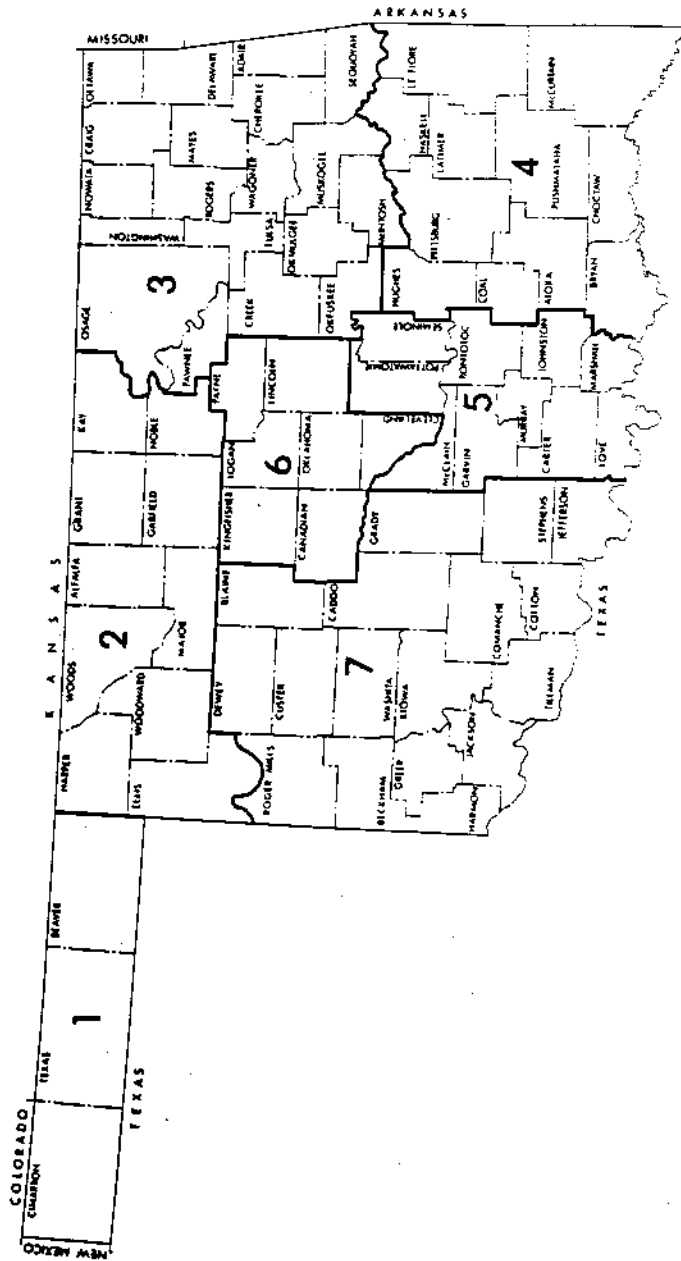 COLORADO
NEW MEXICO
CIMARRON
TEXAS
BEAVER
1
TEXAS
KANSAS
HARPER
WOODS
ALFALFA
GRANT
KAY
OSAGE
WASHINGTON
NOWATA
CRAIG
OTTAWA
MISSOURI
ELLIS
WOODWARD
2
MAJOR
GARFIELD
NOBLE
PAWNEE
3
ROGERS
MAYES
DELAWARE
ROGER MILLS
DEWEY
BLAINE
KINGFISHER
LOGAN
PAYNE
CREEK
TULSA
WAGONER
CHEROKEE
ADAIR
CUSTER
CANADIAN
6
OKLAHOMA
LINCOLN
OKFUSKEE
OKMULGEE
MUSKOGEE
SEQUOYAH
ARKANSAS
BECKHAM
WASHITA
7
CADDO
GRADY
CLEVELAND
POTTAWATOMIE
SEMINOLE
HUGHES
MCINTOSH
HASKELL
LE FLORE
GREER
KIOWA
McCLAIN
GARVIN
5
PONTOTOC
PITTSBURG
LATIMER
HARMON
JACKSON
COMANCHE
COTTON
STEPHENS
JEFFERSON
MURRAY
CARTER
JOHNSTON
COAL
ATOKA
4
PUSHMATAHA
McCURTAIN
TILLMAN
LOVE
MARSHALL
BRYAN
CHOCTAW
TEXAS